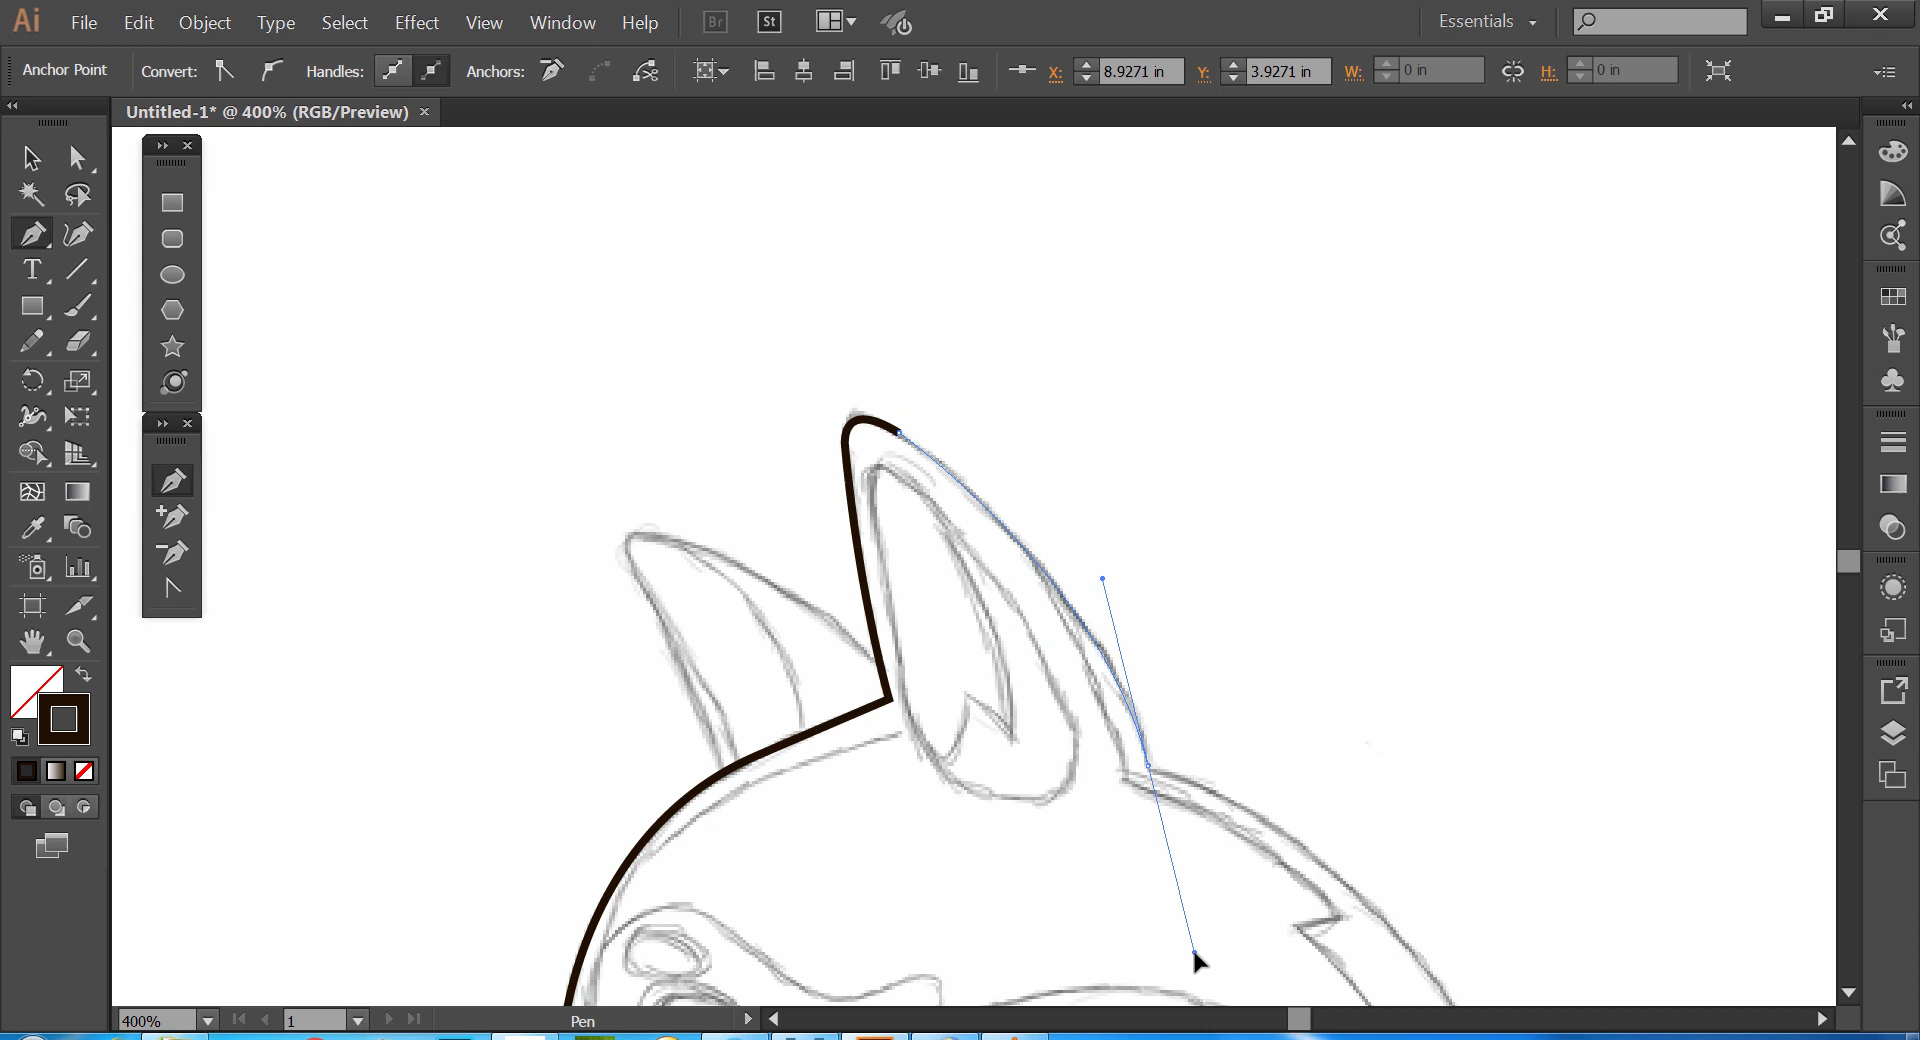 Ai File Edit Object Type Select Effect View Window Help Br St Essentials
Anchor Point Convert: Handles: Anchors: X: 8.9271 in Y: 3.9271 in W: 0 in H: 0 in
Untitled-1* @ 400% (RGB/Preview) ×
T
400% 1 Pen